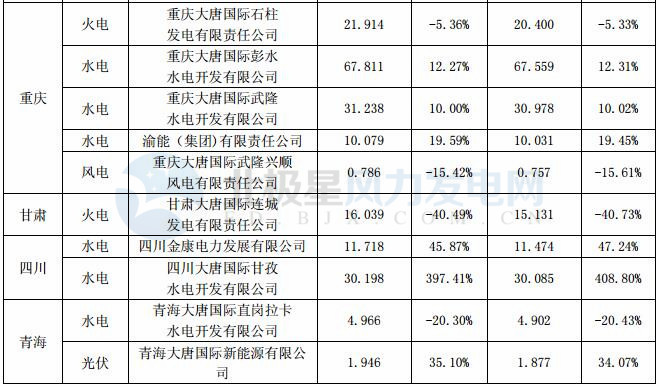 重庆 火电 重庆大唐国际石柱 21.914 -5.36% 20.400 -5.33%
发电有限责任公司
水电 重庆大唐国际彭水 67.811 12.27% 67.559 12.31%
水电开发有限公司
水电 重庆大唐国际武隆 31.238 10.00% 30.978 10.02%
水电开发有限公司
水电 渝能（集团)有限责任公司 10.079 19.59% 10.031 19.45%
风电 重庆大唐国际武隆兴顺 0.786 -15.42% 0.757 -15.61%
风电有限责任公司
甘肃 火电 甘肃大唐国际连城 16.039 -40.49% 15.131 -40.73%
发电有限责任公司
四川 水电 四川金康电力发展有限公司 11.718 45.87% 11.474 47.24%
水电 四川大唐国际甘孜 30.198 397.41% 30.085 408.80%
水电开发有限公司
青海 水电 青海大唐国际直岗拉卡 4.966 -20.30% 4.902 -20.43%
水电开发有限公司
光伏 青海大唐国际新能源有限公 1.946 35.10% 1.877 34.07%
司
北极星风力发电网